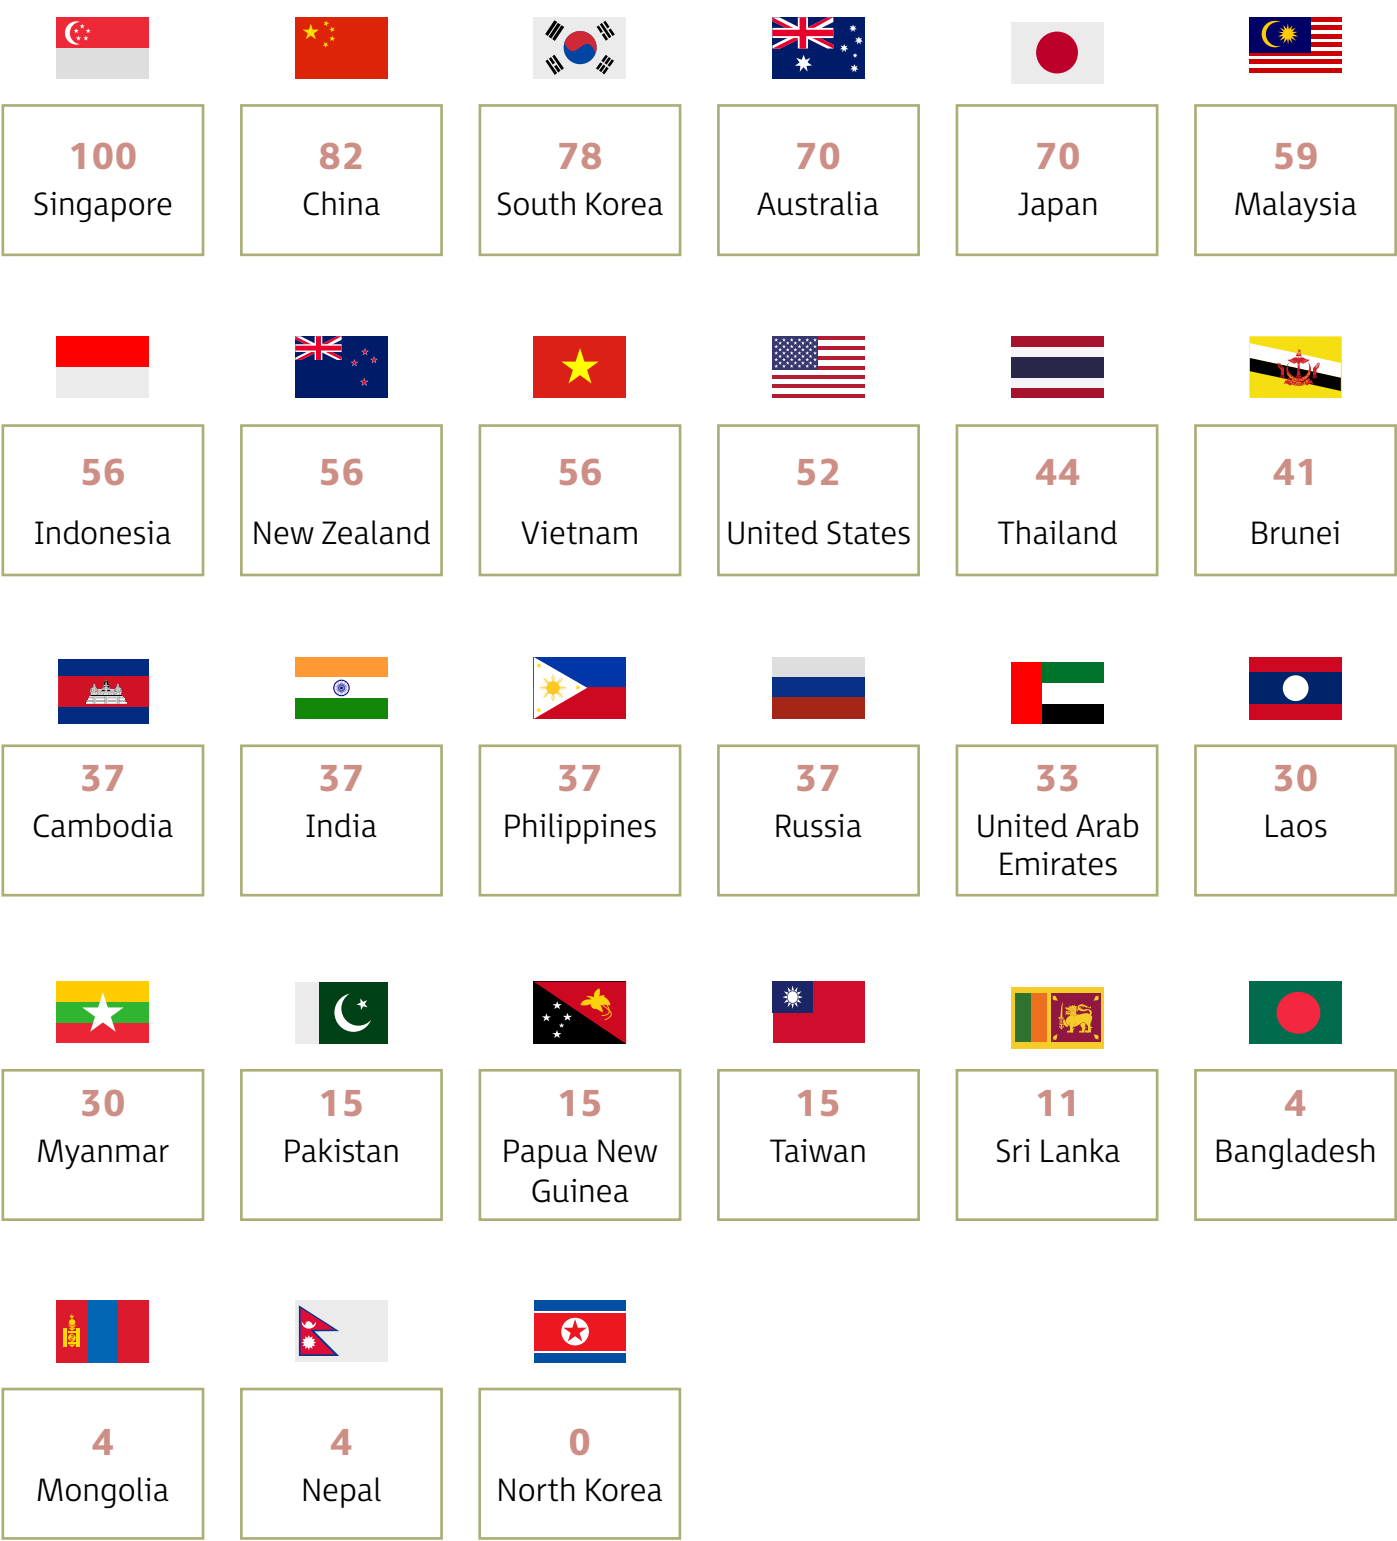 100
Singapore
82
China
78
South Korea
70
Australia
70
Japan
59
Malaysia
56
Indonesia
56
New Zealand
56
Vietnam
52
United States
44
Thailand
41
Brunei
37
Cambodia
37
India
37
Philippines
37
Russia
33
United Arab
Emirates
30
Laos
30
Myanmar
15
Pakistan
15
Papua New
Guinea
15
Taiwan
11
Sri Lanka
4
Bangladesh
4
Mongolia
4
Nepal
0
North Korea